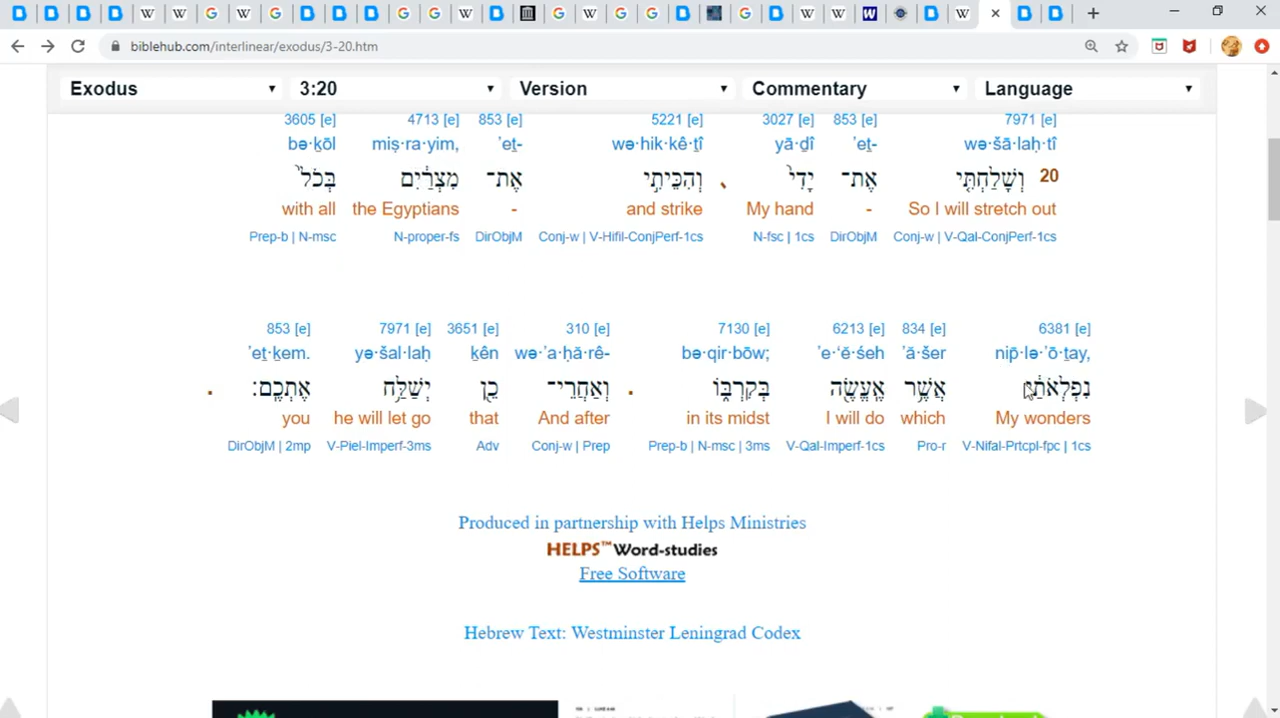 biblehub.com/interlinear/exodus/3-20.htm
Exodus 3:20 Version Commentary Language
3605 [e] 4713 [e] 853 [e] 5221 [e] 3027 [e] 853 [e] 7971 [e]
bə·ḵōl miṣ·ra·yim, ’eṯ- wə·hik·kê·ṯî yā·ḏî ’eṯ- wə·šā·laḥ·tî
20 וְשָׁלַחְתִּ֤י אֶת־ יָדִי֙ וְהִכֵּיתִ֣י אֶת־ מִצְרַ֔יִם בְּכֹל֙
with all the Egyptians - and strike My hand - So I will stretch out
Prep-b | N-msc N-proper-fs DirObjM Conj-w | V-Hifil-ConjPerf-1cs N-fsc | 1cs DirObjM Conj-w | V-Qal-ConjPerf-1cs
853 [e] 7971 [e] 3651 [e] 310 [e] 7130 [e] 6213 [e] 834 [e] 6381 [e]
’eṯ·ḵem. yə·šal·laḥ ḵên wə·’a·ḥă·rê- bə·qir·bōw; ’e·‘ĕ·śeh ’ă·šer nip̄·lə·’ō·ṯay,
נִפְלְאֹתַ֔י אֲשֶׁ֥ר אֶֽעֱשֶׂ֖ה בְּקִרְבּ֑וֹ . וְאַחֲרֵי־ כֵ֖ן יְשַׁלַּ֥ח אֶתְכֶֽם׃ .
you he will let go that And after in its midst I will do which My wonders
DirObjM | 2mp V-Piel-Imperf-3ms Adv Conj-w | Prep Prep-b | N-msc | 3ms V-Qal-Imperf-1cs Pro-r V-Nifal-Prtcpl-fpc | 1cs
Produced in partnership with Helps Ministries
HELPS™ Word-studies
Free Software
Hebrew Text: Westminster Leningrad Codex